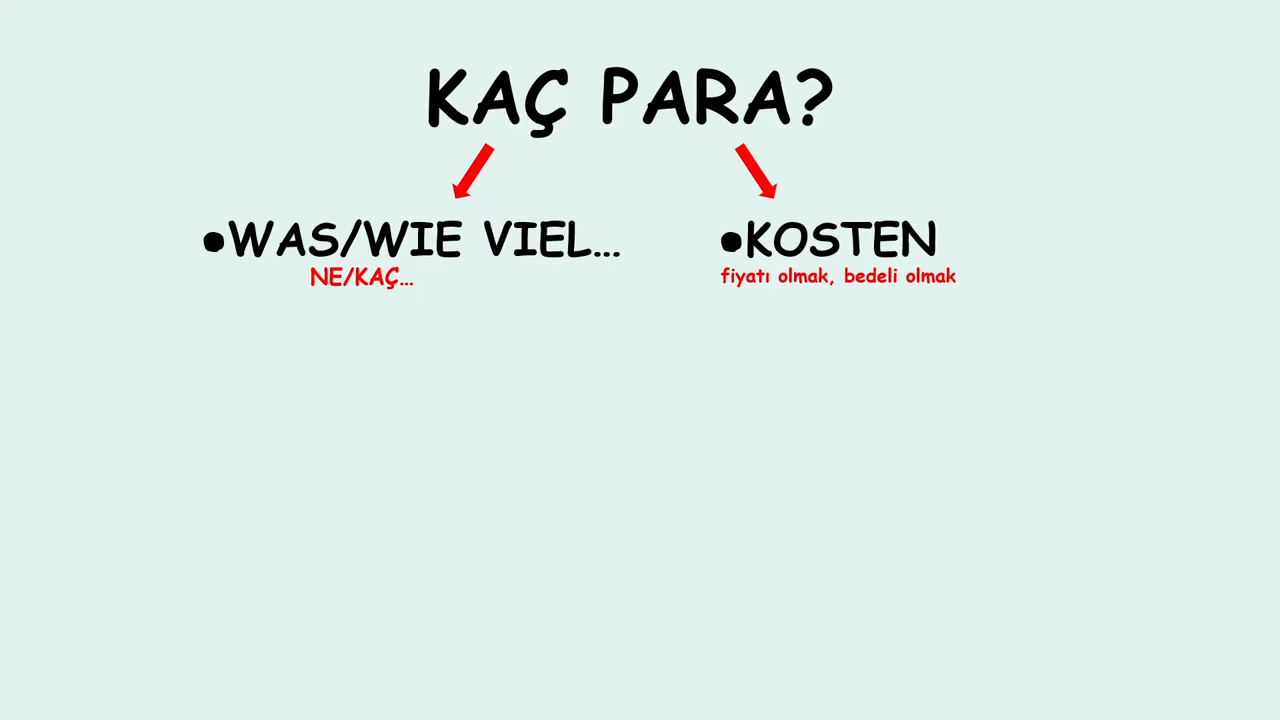 KAÇ PARA?
•WAS/WIE VIEL... •KOSTEN
NE/KAÇ... fiyatı olmak, bedeli olmak